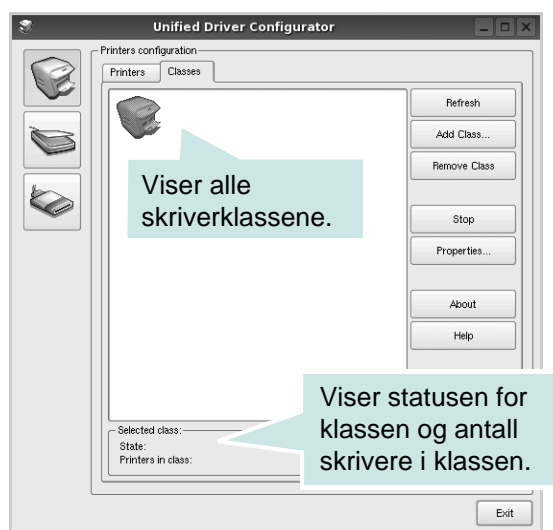 Unified Driver Configurator
Printers configuration
Printers Classes
Refresh
Add Class...
Remove Class
Viser alle
skriverklassene.
Stop
Properties...
About
Help
Viser statusen for
klassen og antall
skrivere i klassen.
Selected class:
State:
Printers in class:
Exit